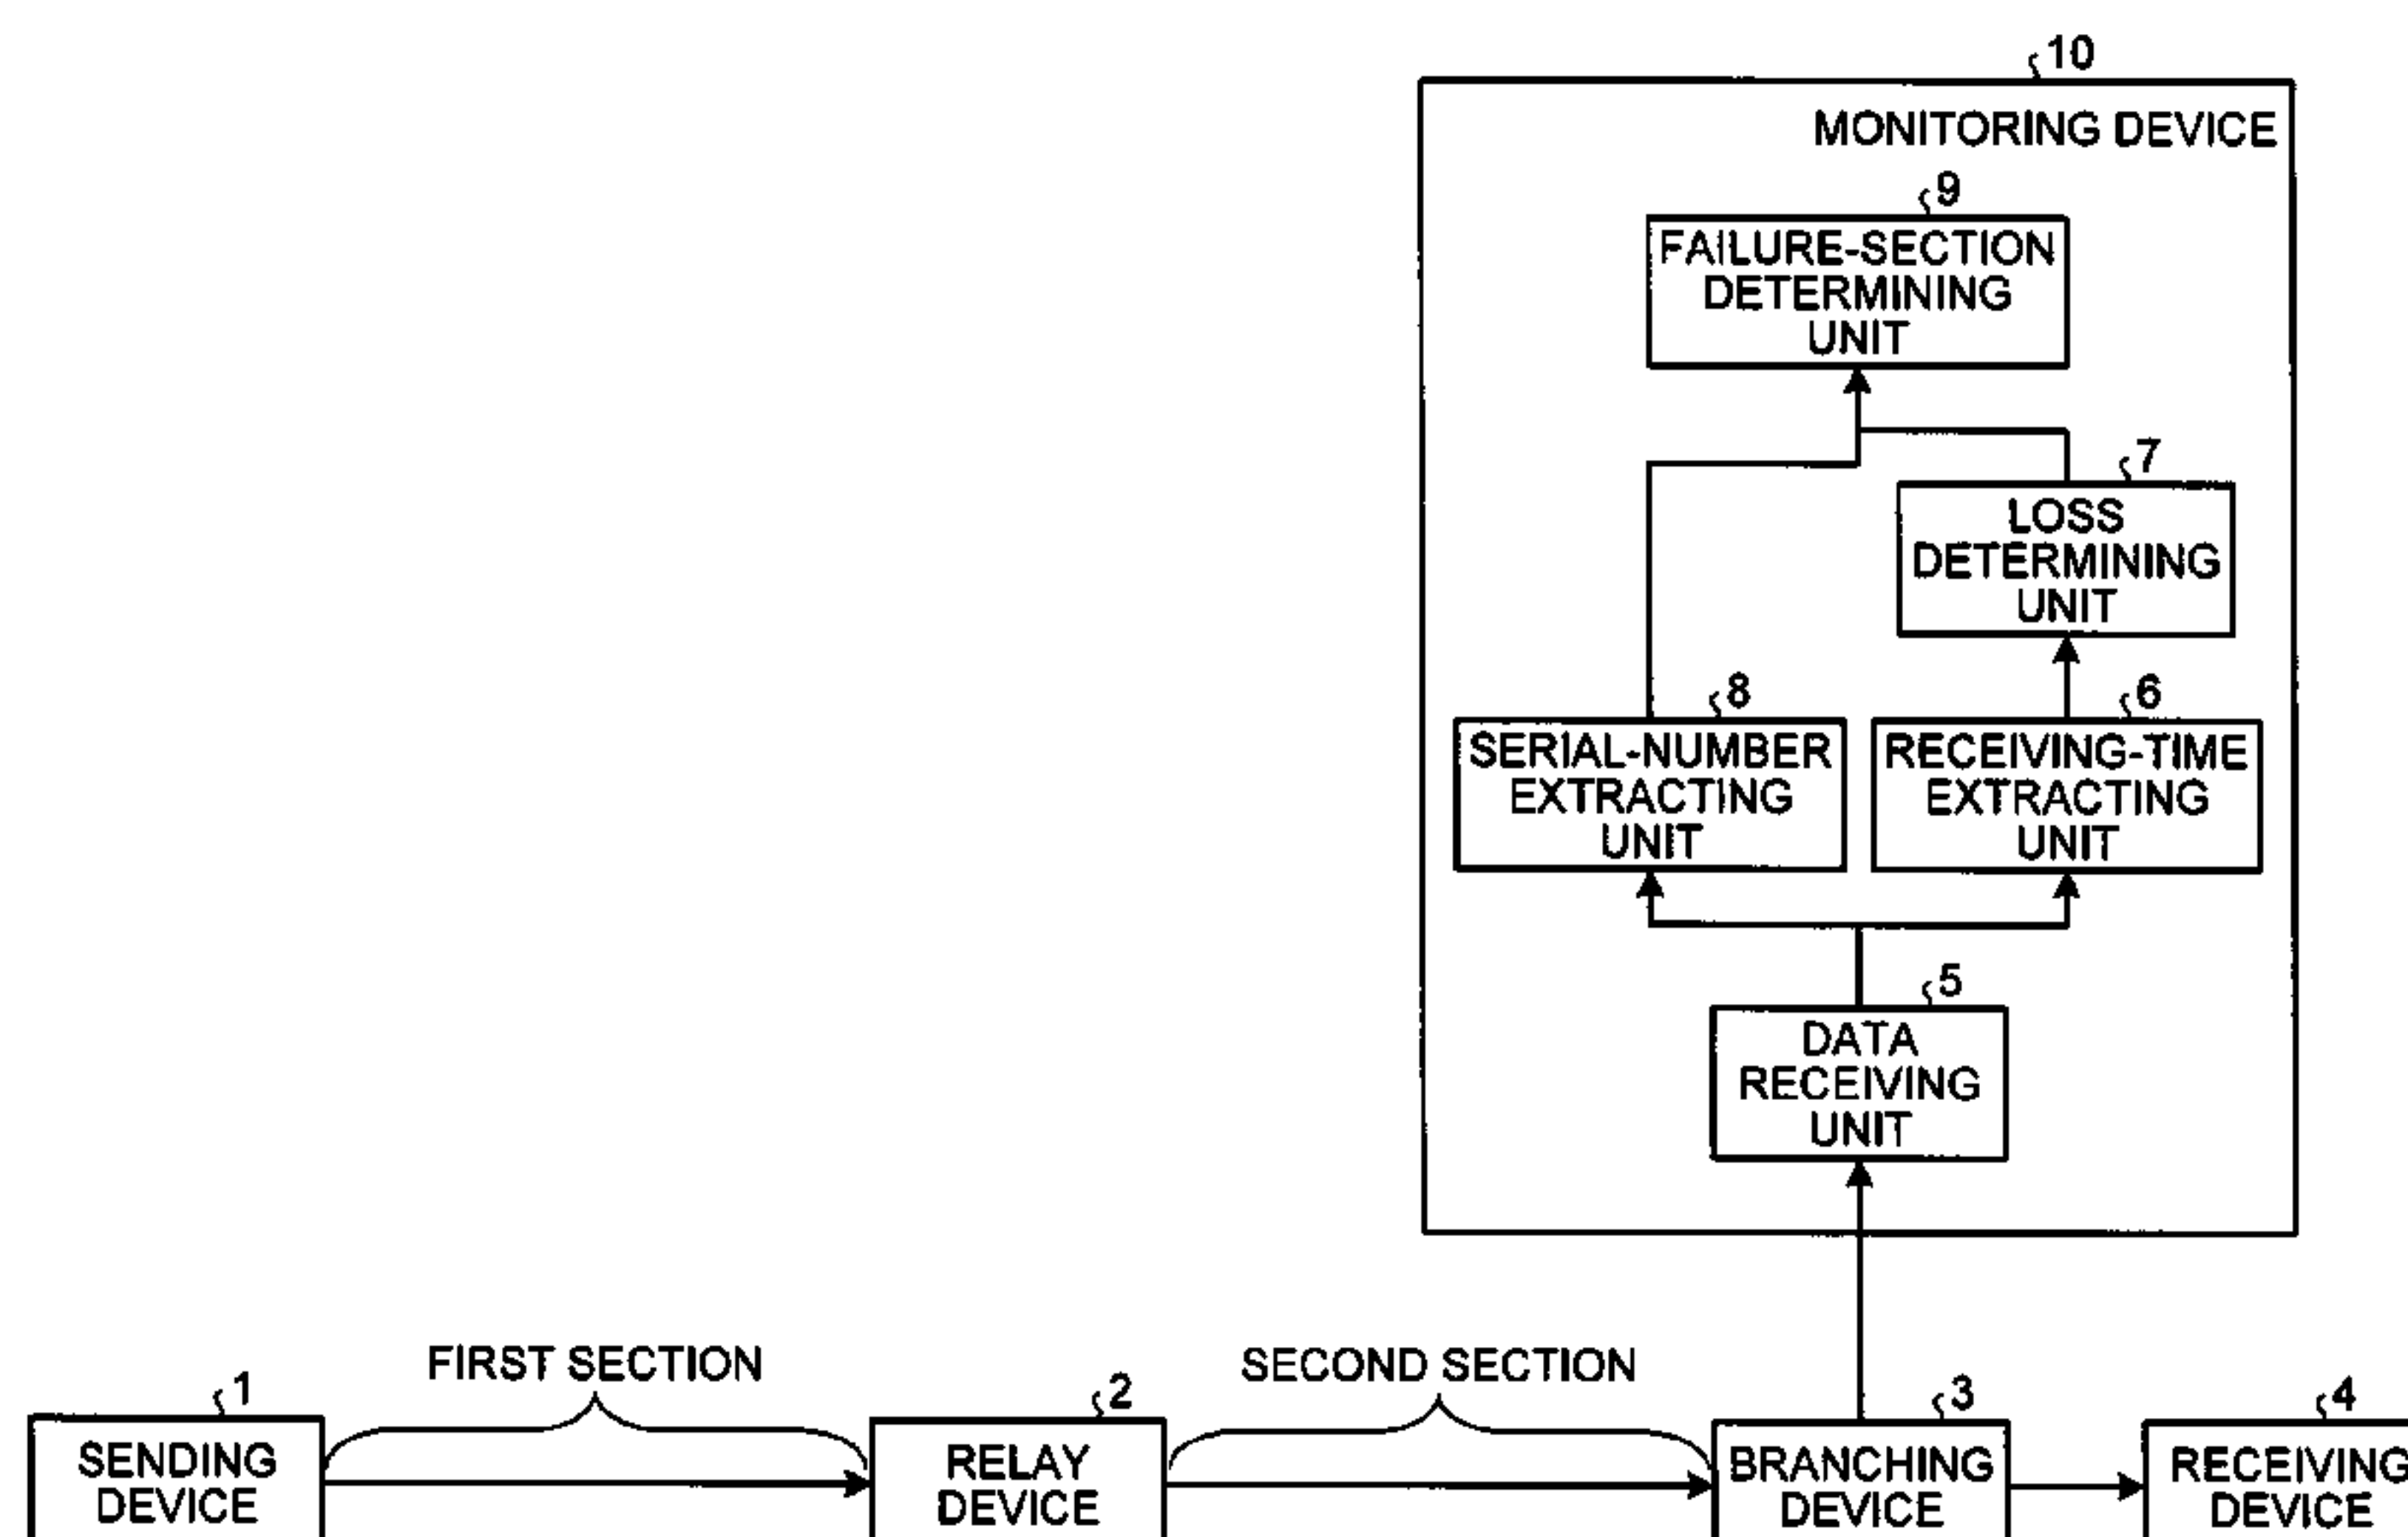 10
MONITORING DEVICE
9
FAILURE-SECTION
DETERMINING
UNIT
7
LOSS
DETERMINING
UNIT
8
SERIAL-NUMBER
EXTRACTING
UNIT
6
RECEIVING-TIME
EXTRACTING
UNIT
5
DATA
RECEIVING
UNIT
FIRST SECTION
SECOND SECTION
1
SENDING
DEVICE
2
RELAY
DEVICE
3
BRANCHING
DEVICE
4
RECEIVING
DEVICE